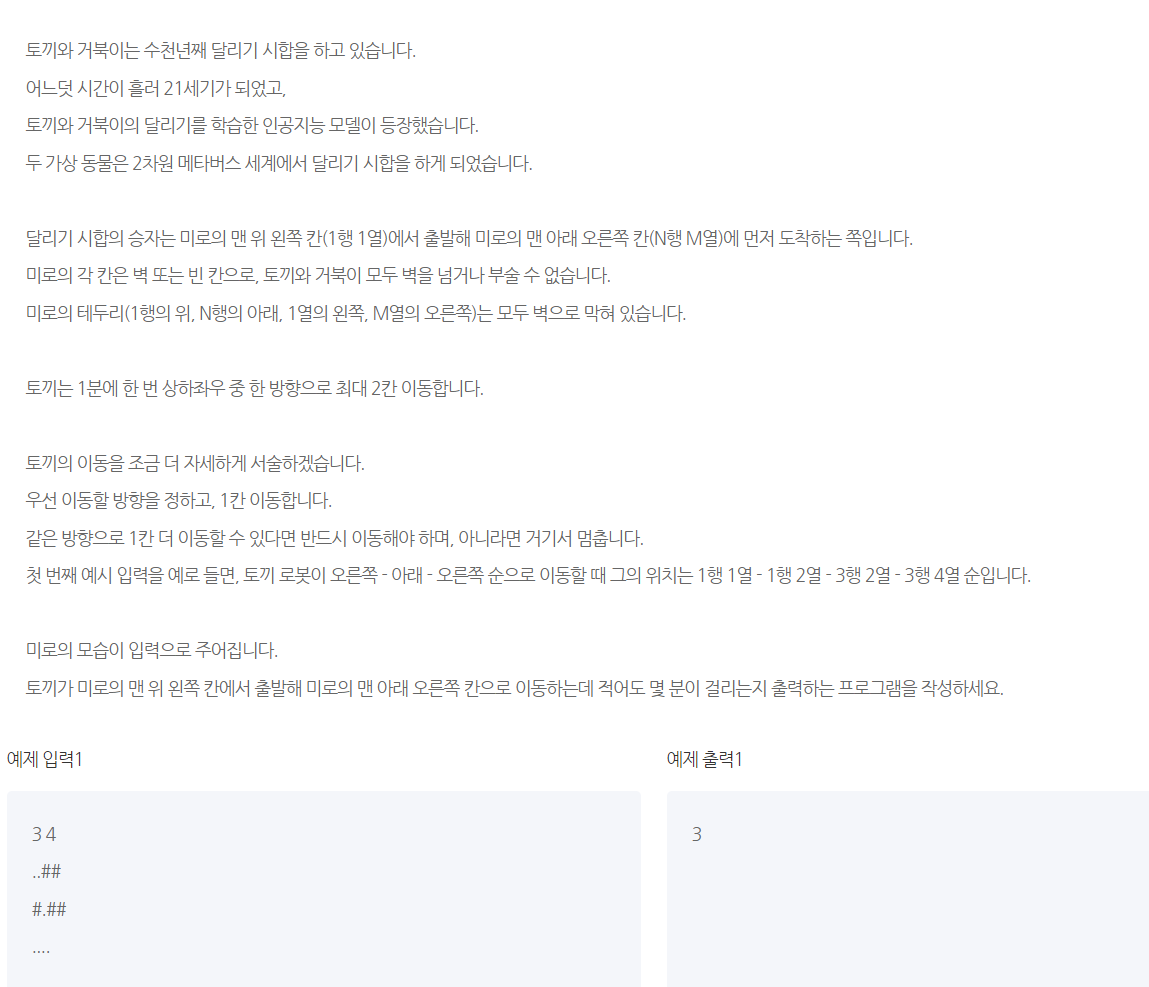 토끼와 거북이는 수천년째 달리기 시합을 하고 있습니다.
어느덧 시간이 흘러 21세기가 되었고,
토끼와 거북이의 달리기를 학습한 인공지능 모델이 등장했습니다.
두 가상 동물은 2차원 메타버스 세계에서 달리기 시합을 하게 되었습니다.
달리기 시합의 승자는 미로의 맨 위 왼쪽 칸(1행 1열)에서 출발해 미로의 맨 아래 오른쪽 칸(N행 M열)에 먼저 도착하는 쪽입니다.
미로의 각 칸은 벽 또는 빈 칸으로, 토끼와 거북이 모두 벽을 넘거나 부술 수 없습니다.
미로의 테두리(1행의 위, N행의 아래, 1열의 왼쪽, M열의 오른쪽)는 모두 벽으로 막혀 있습니다.
토끼는 1분에 한 번 상하좌우 중 한 방향으로 최대 2칸 이동합니다.
토끼의 이동을 조금 더 자세하게 서술하겠습니다.
우선 이동할 방향을 정하고, 1칸 이동합니다.
같은 방향으로 1칸 더 이동할 수 있다면 반드시 이동해야 하며, 아니라면 거기서 멈춥니다.
첫 번째 예시 입력을 예로 들면, 토끼 로봇이 오른쪽 - 아래 - 오른쪽 순으로 이동할 때 그의 위치는 1행 1열 - 1행 2열 - 3행 2열 - 3행 4열 순입니다.
미로의 모습이 입력으로 주어집니다.
토끼가 미로의 맨 위 왼쪽 칸에서 출발해 미로의 맨 아래 오른쪽 칸으로 이동하는데 적어도 몇 분이 걸리는지 출력하는 프로그램을 작성하세요.
예제 입력1
3 4
..##
#.##
....
예제 출력1
3